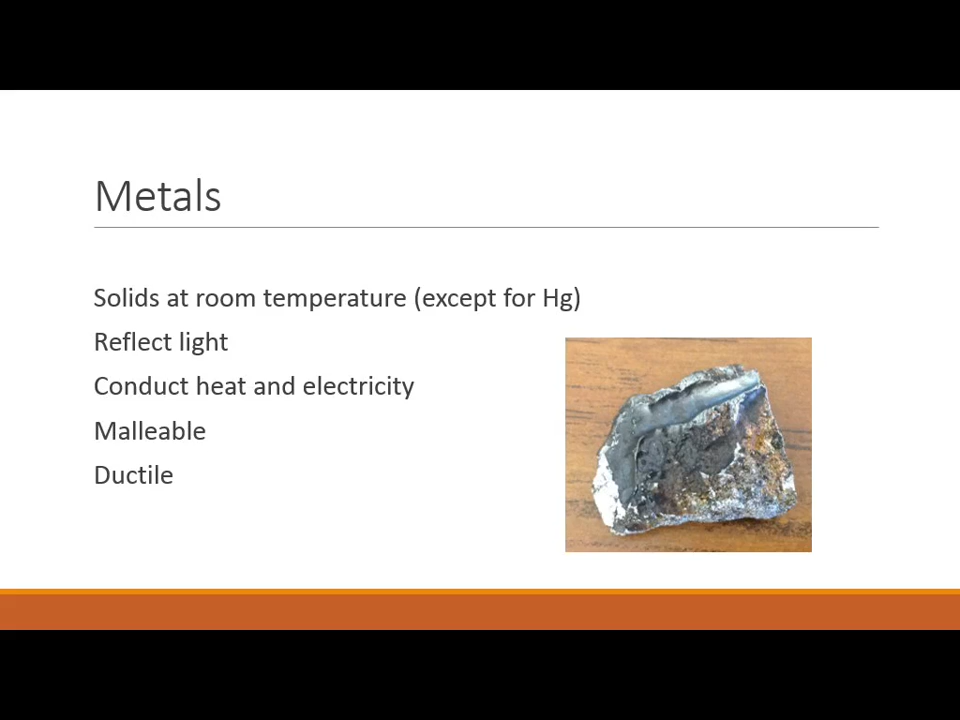 Metals
Solids at room temperature (except for Hg)
Reflect light
Conduct heat and electricity
Malleable
Ductile